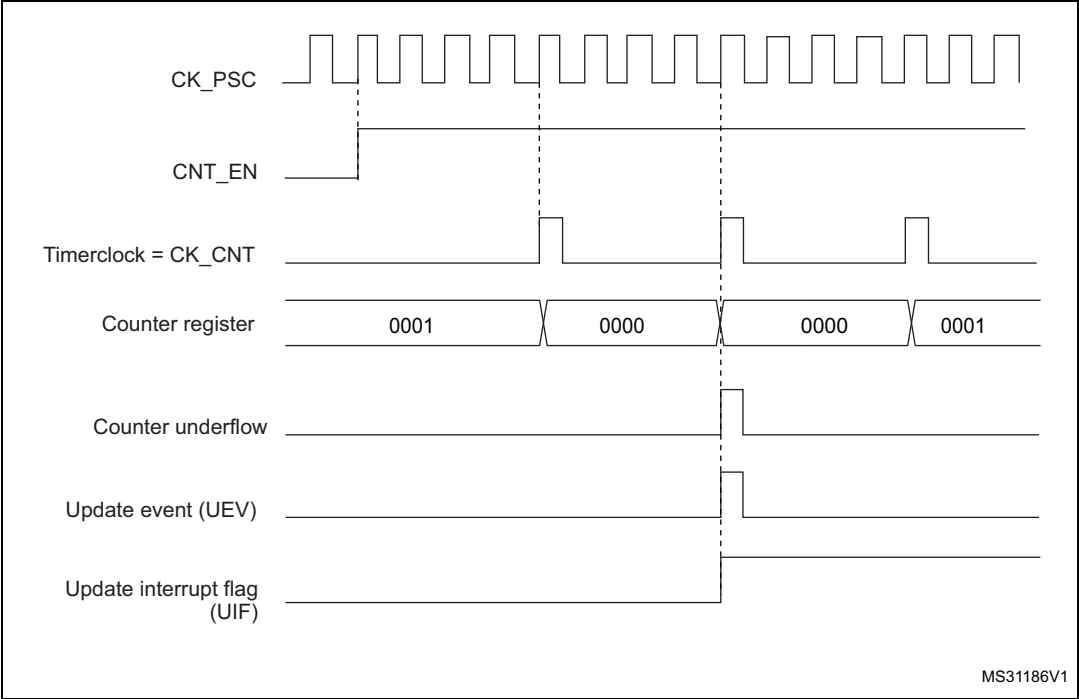 CK_PSC
CNT_EN
Timerclock = CK_CNT
Counter register
0001
0000
0000
0001
Counter underflow
Update event (UEV)
Update interrupt flag
(UIF)
MS31186V1